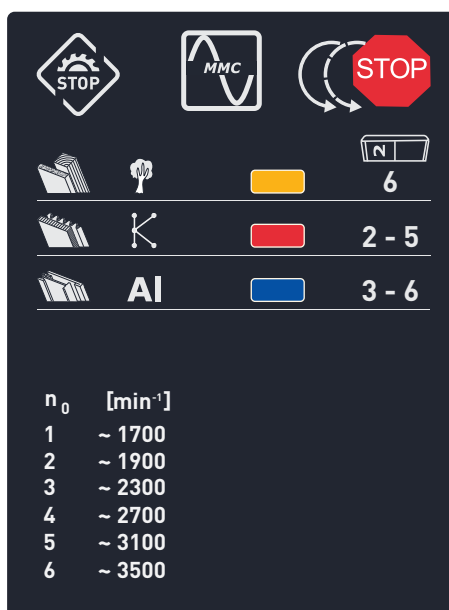 STOP MMC STOP
2
6
2 - 5
Al 3 - 6
n₀ [min⁻¹]
1 ~ 1700
2 ~ 1900
3 ~ 2300
4 ~ 2700
5 ~ 3100
6 ~ 3500